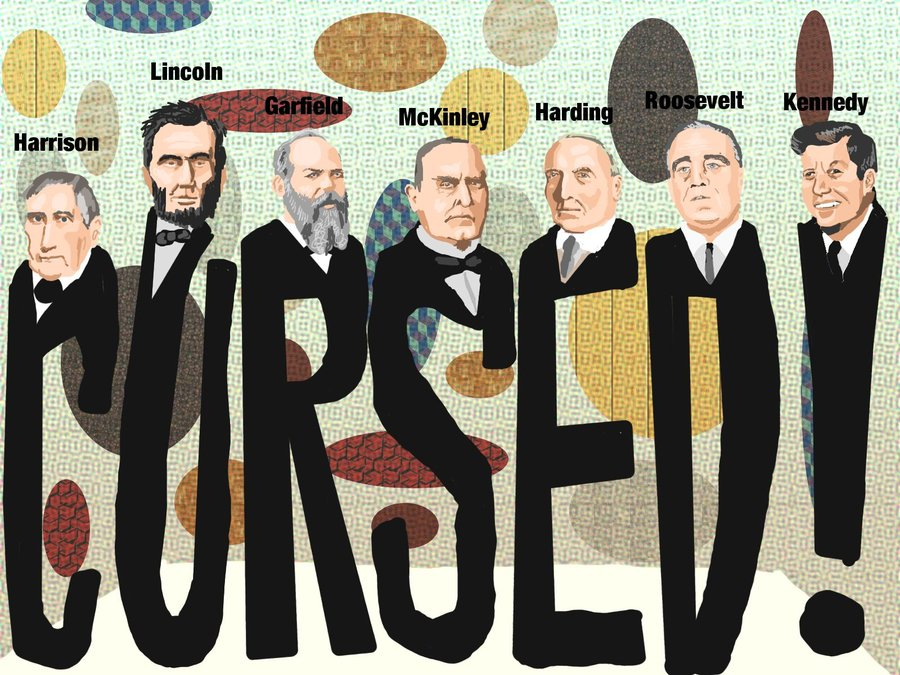 Harrison
Lincoln
Garfield
McKinley
Harding
Roosevelt
Kennedy
CURSED!